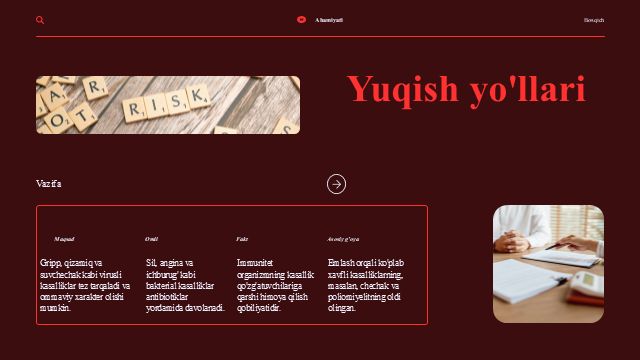 Ahamiyati
Bosqich
RISK
Yuqish yo'llari
Vazifa
Maqsad
Omil
Fakt
Asosiy g'oya
Gripp, qizamiq va
suvchechak kabi virusli
kasalliklar tez tarqaladi va
ommaviy xarakter olishi
mumkin.
Sil, angina va
ichburug' kabi
bakterial kasalliklar
antibiotiklar
yordamida davolanadi.
Immunitet
organizmning kasallik
qo'zg'atuvchilariga
qarshi himoya qilish
qobiliyatidir.
Emlash orqali ko'plab
xavfli kasalliklarning,
masalan, chechak va
poliomiyelitning oldi
olingan.